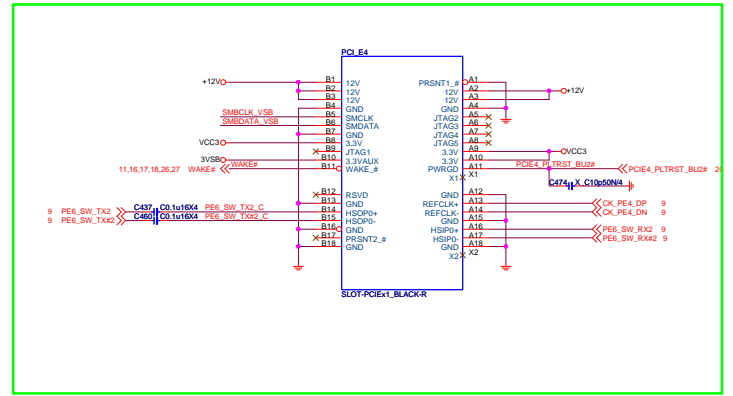 PCI_E4
+12V B1 12V PRSNT1_# A1
B2 12V 12V A2 +12V
B3 12V 12V A3
B4 GND GND A4
SMBCLK_VSB B5 SMCLK JTAG2 A5
SMBDATA_VSB B6 SMDATA JTAG3 A6
B7 GND JTAG4 A7
VCC3 B8 3.3V JTAG5 A8
B9 JTAG1 3.3V A9 VCC3
3VSB B10 3.3VAUX 3.3V A10
11,16,17,18,26,27 WAKE# WAKE# B11 WAKE_# PWRGD A11 PCIE4_PLTRST_BU2# PCIE4_PLTRST_BU2#
X1 X1
C474 X_C10p50N/4
B12 RSVD GND A12
B13 GND REFCLK+ A13 CK_PE4_DP 9
9 PE6_SW_TX2 C437 C0.1u16X4 PE6_SW_TX2_C B14 HSOP0+ REFCLK- A14 CK_PE4_DN 9
9 PE6_SW_TX#2 C460 C0.1u16X4 PE6_SW_TX#2_C B15 HSOP0- GND A15
B16 GND HSIP0+ A16 PE6_SW_RX2 9
B17 PRSNT2_# HSIP0- A17 PE6_SW_RX#2 9
B18 GND GND A18
X2 X2
SLOT-PCIEx1_BLACK-R